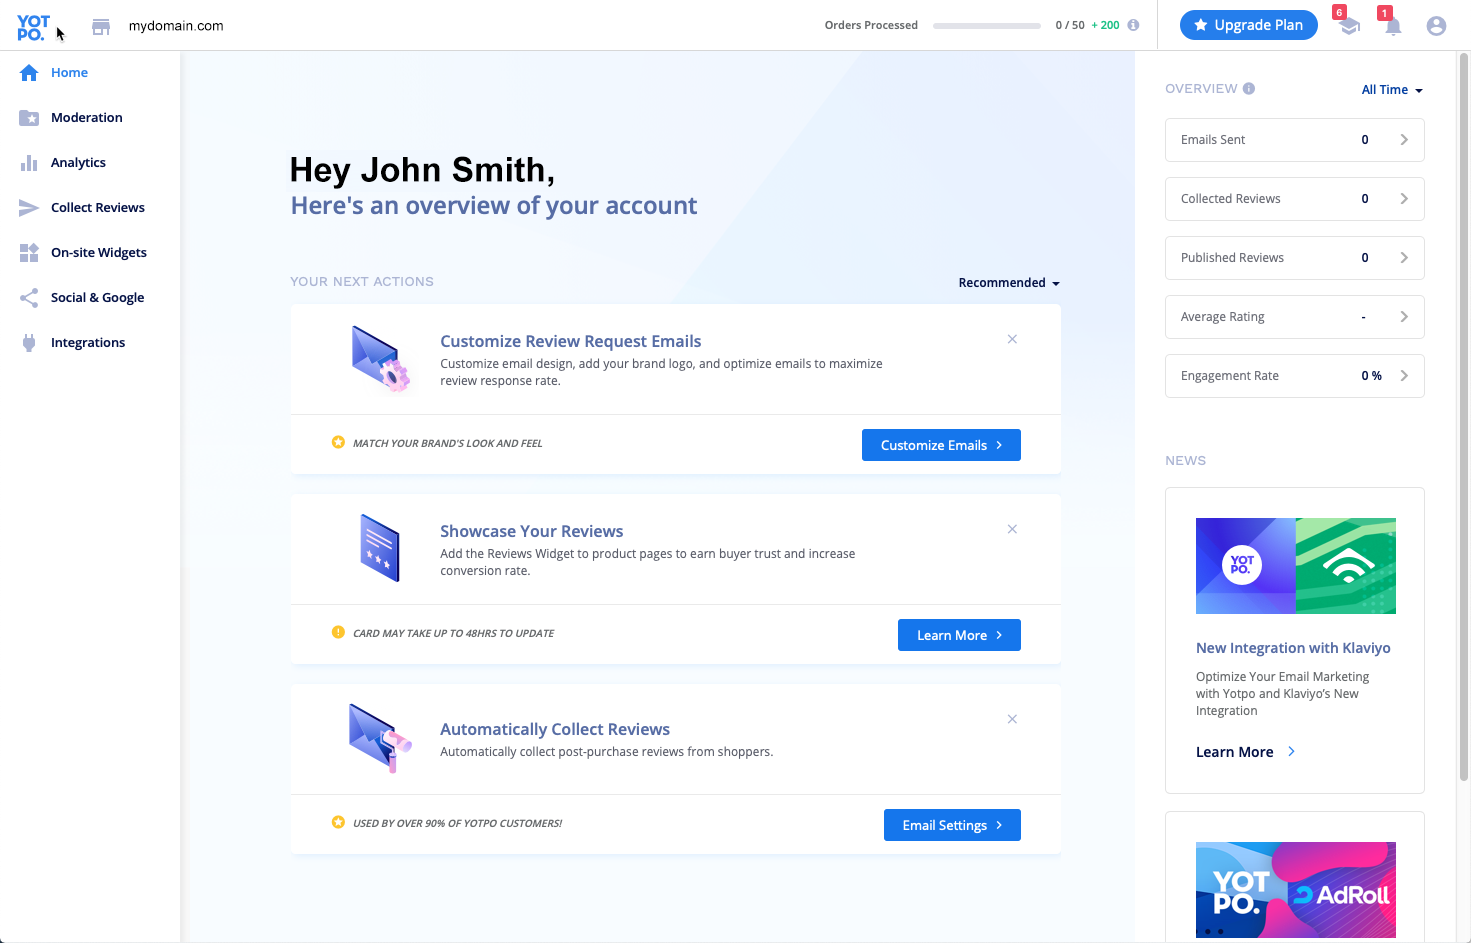 YOT
PO.
mydomain.com
Orders Processed
0 / 50 + 200
Upgrade Plan
6
1
Home
Moderation
Analytics
Collect Reviews
On-site Widgets
Social & Google
Integrations
Hey John Smith,
Here's an overview of your account
YOUR NEXT ACTIONS
Recommended
Customize Review Request Emails
Customize email design, add your brand logo, and optimize emails to maximize
review response rate.
MATCH YOUR BRAND'S LOOK AND FEEL
Customize Emails
Showcase Your Reviews
Add the Reviews Widget to product pages to earn buyer trust and increase
conversion rate.
CARD MAY TAKE UP TO 48HRS TO UPDATE
Learn More
Automatically Collect Reviews
Automatically collect post-purchase reviews from shoppers.
USED BY OVER 90% OF YOTPO CUSTOMERS!
Email Settings
OVERVIEW
All Time
Emails Sent 0
Collected Reviews 0
Published Reviews 0
Average Rating -
Engagement Rate 0 %
NEWS
YOT
PO.
New Integration with Klaviyo
Optimize Your Email Marketing
with Yotpo and Klaviyo's New
Integration
Learn More
YOT
PO.
AdRoll